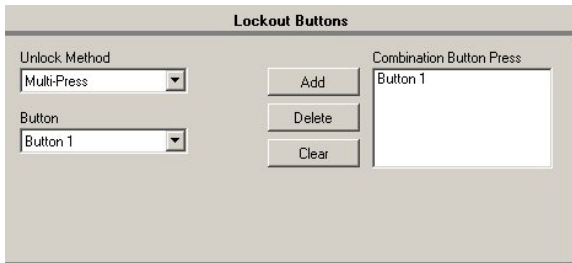 Lockout Buttons
Unlock Method
Multi-Press
Button
Button 1
Add
Delete
Clear
Combination Button Press
Button 1